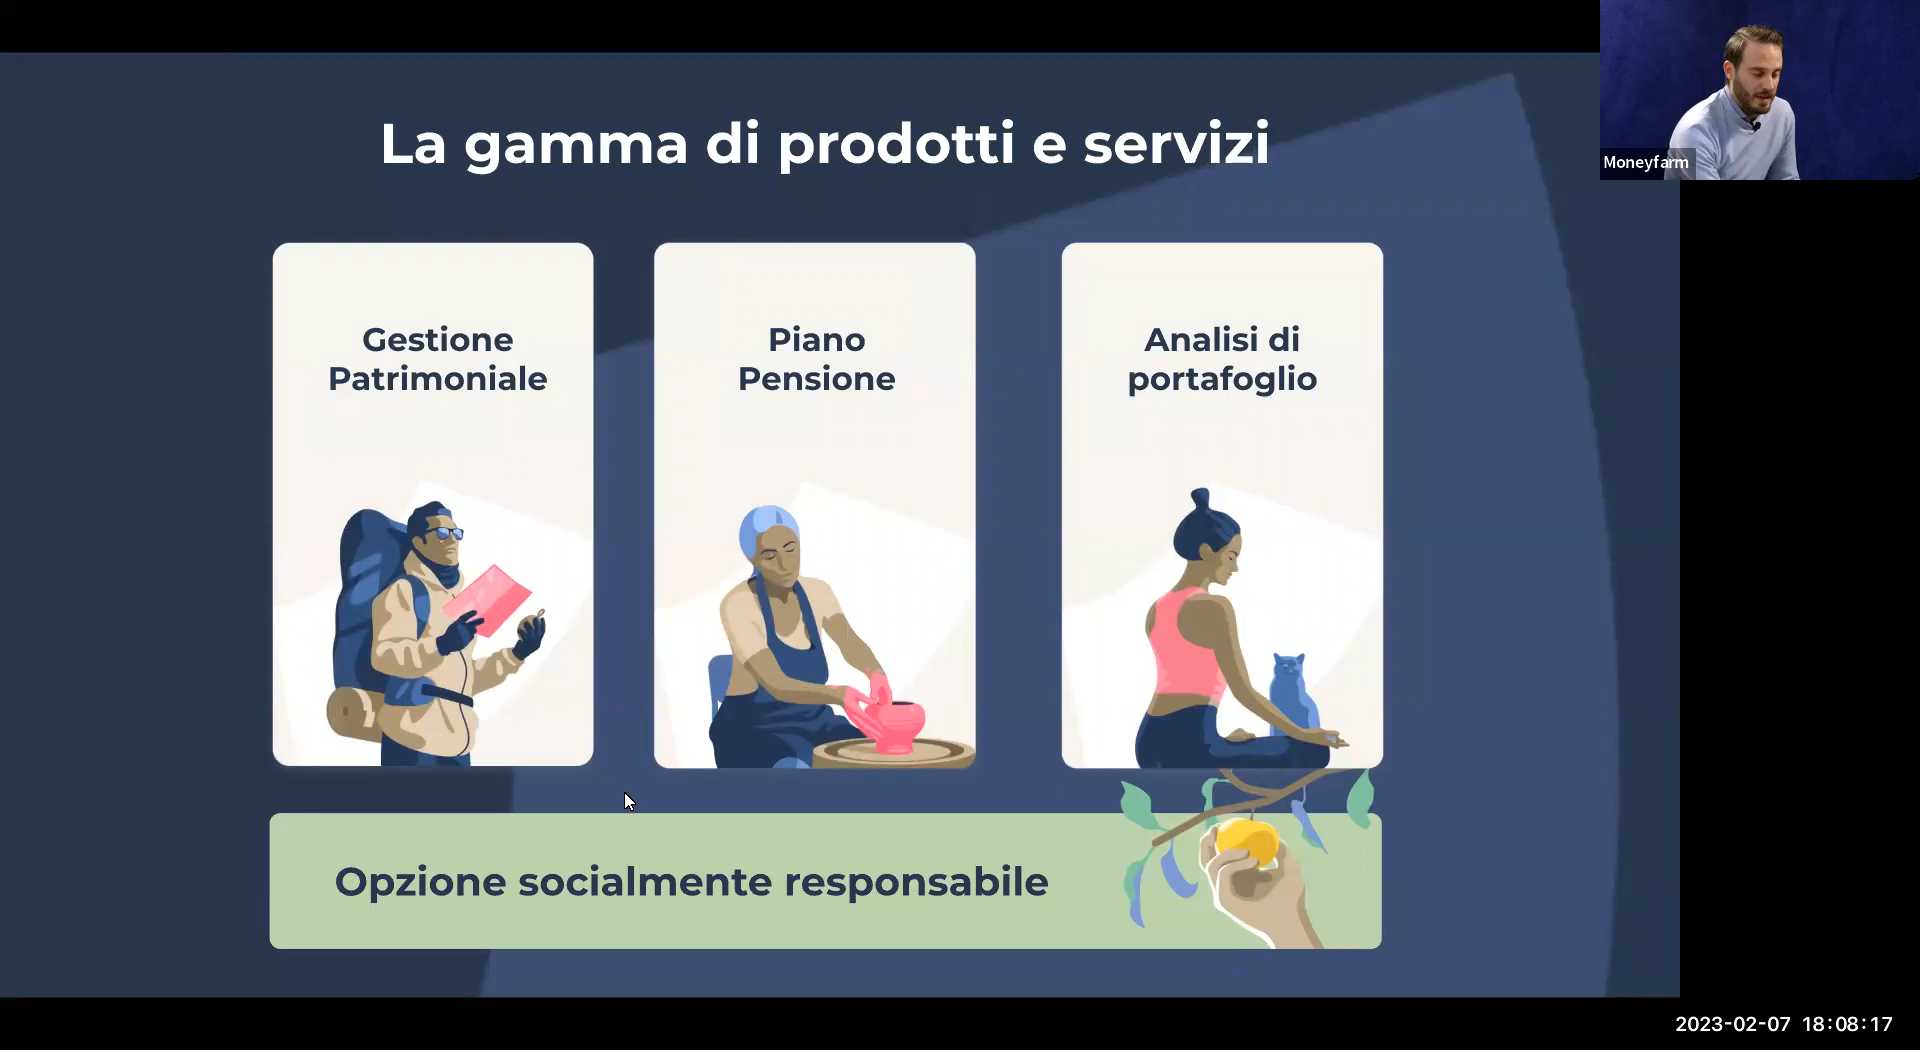 La gamma di prodotti e servizi
Moneyfarm
Gestione
Patrimoniale
Piano
Pensione
Analisi di
portafoglio
Opzione socialmente responsabile
2023-02-07 18:08:17